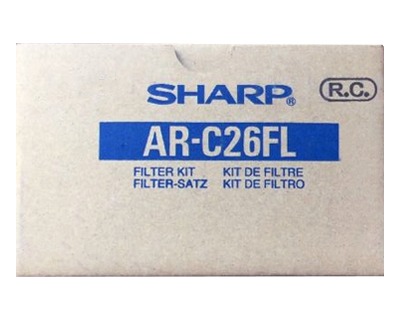 SHARP®
R.C.
AR-C26FL
FILTER KIT KIT DE FILTRE
FILTER-SATZ KIT DE FILTRO